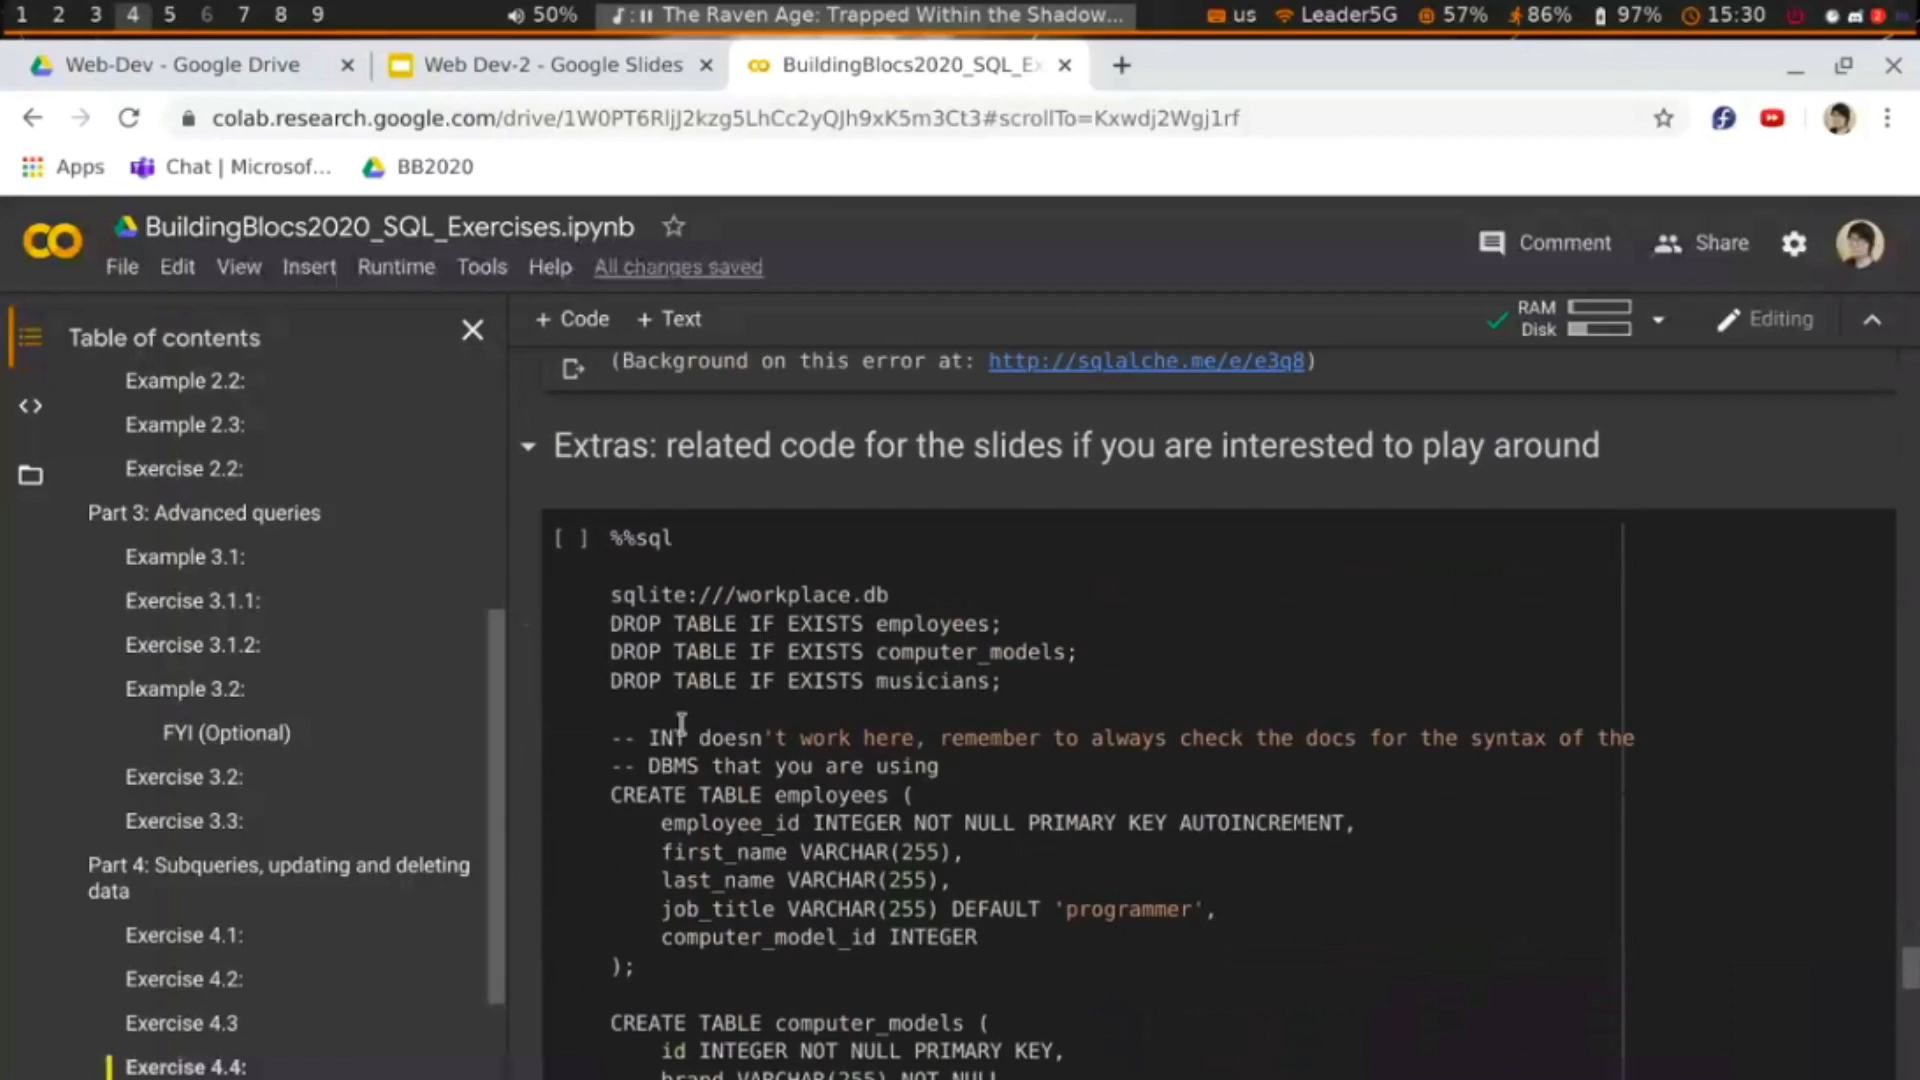 1 2 3 4 5 6 7 8 9
50%
The Raven Age: Trapped Within the Shadow...
us Leader5G 57% 86% 97% 15:30
Web-Dev - Google Drive
Web Dev-2 - Google Slides
BuildingBlocs2020_SQL_Ex
colab.research.google.com/drive/1W0PT6RljJ2kzg5LhCc2yQJh9xK5m3Ct3#scrollTo=Kxwdj2Wgj1rf
Apps Chat | Microsof... BB2020
BuildingBlocs2020_SQL_Exercises.ipynb
Comment Share
File Edit View Insert Runtime Tools Help All changes saved
Table of contents
Example 2.2:
Example 2.3:
Exercise 2.2:
Part 3: Advanced queries
Example 3.1:
Exercise 3.1.1:
Exercise 3.1.2:
Example 3.2:
FYI (Optional)
Exercise 3.2:
Exercise 3.3:
Part 4: Subqueries, updating and deleting
data
Exercise 4.1:
Exercise 4.2:
Exercise 4.3
Exercise 4.4:
+ Code + Text
RAM
Disk
Editing
(Background on this error at: http://sqlalche.me/e/e3q8)
Extras: related code for the slides if you are interested to play around
[ ] %%sql
sqlite:///workplace.db
DROP TABLE IF EXISTS employees;
DROP TABLE IF EXISTS computer_models;
DROP TABLE IF EXISTS musicians;
-- INT doesn't work here, remember to always check the docs for the syntax of the
-- DBMS that you are using
CREATE TABLE employees (
employee_id INTEGER NOT NULL PRIMARY KEY AUTOINCREMENT,
first_name VARCHAR(255),
last_name VARCHAR(255),
job_title VARCHAR(255) DEFAULT 'programmer',
computer_model_id INTEGER
);
CREATE TABLE computer_models (
id INTEGER NOT NULL PRIMARY KEY,
brand VARCHAR(255) NOT NULL